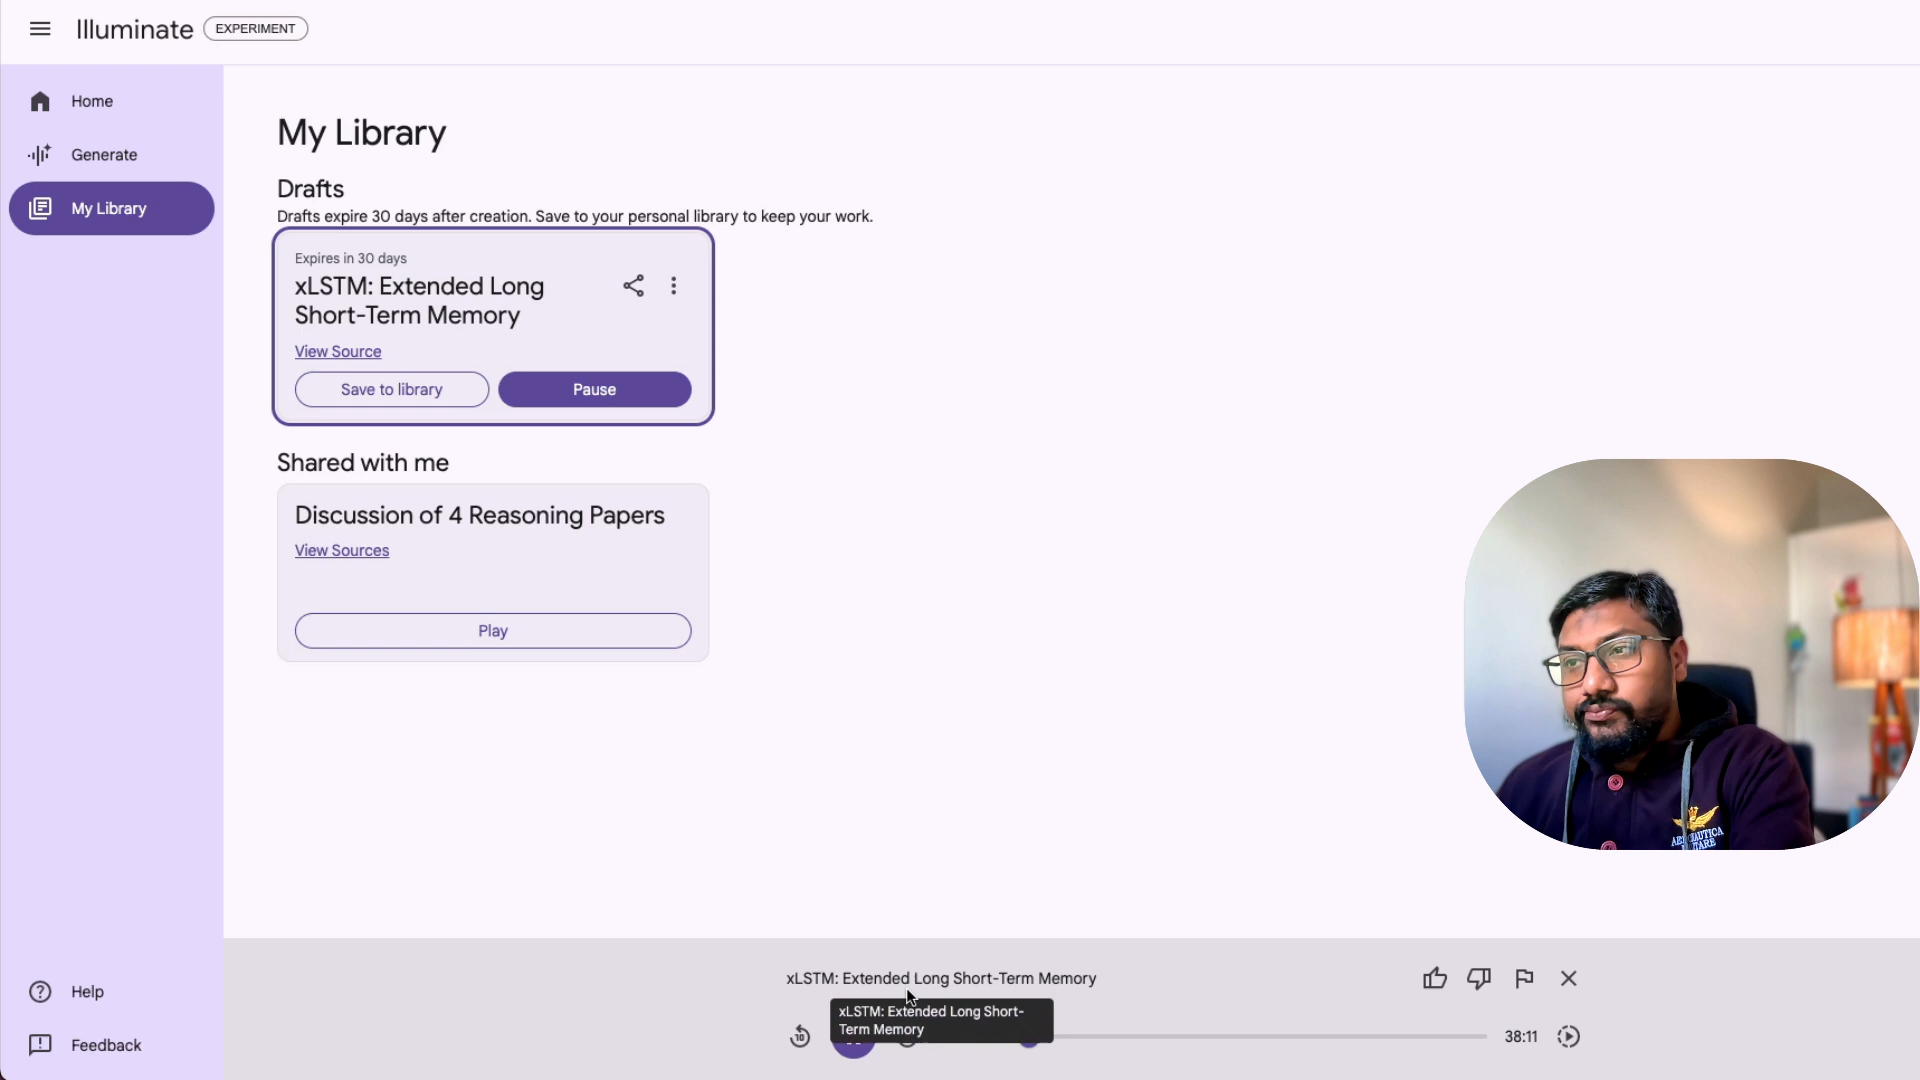 Illuminate
EXPERIMENT
Home
Generate
My Library
My Library
Drafts
Drafts expire 30 days after creation. Save to your personal library to keep your work.
Expires in 30 days
xLSTM: Extended Long
Short-Term Memory
View Source
Save to library
Pause
Shared with me
Discussion of 4 Reasoning Papers
View Sources
Play
Help
Feedback
xLSTM: Extended Long Short-Term Memory
xLSTM: Extended Long Short-
Term Memory
10
38:11